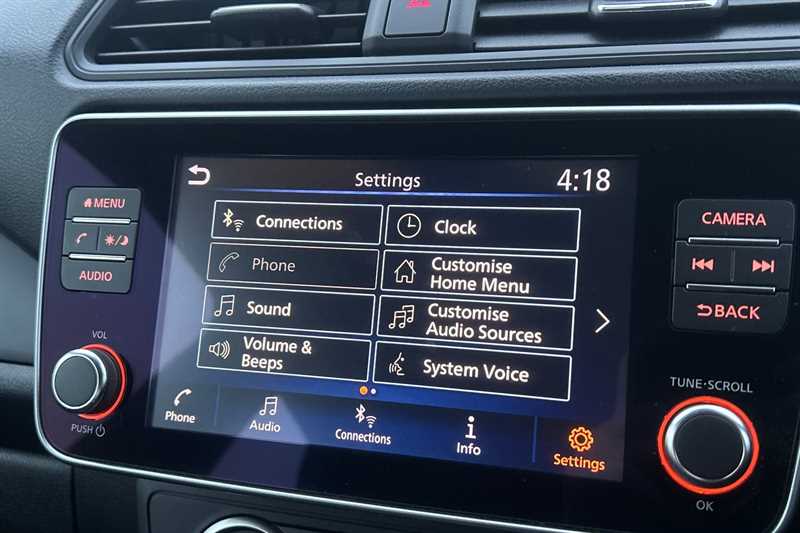 Settings
4:18
MENU
AUDIO
VOL
PUSH
Connections
Clock
Phone
Customise
Home Menu
Sound
Customise
Audio Sources
Volume &
Beeps
System Voice
Phone
Audio
Connections
i
Info
Settings
CAMERA
BACK
TUNE·SCROLL
OK